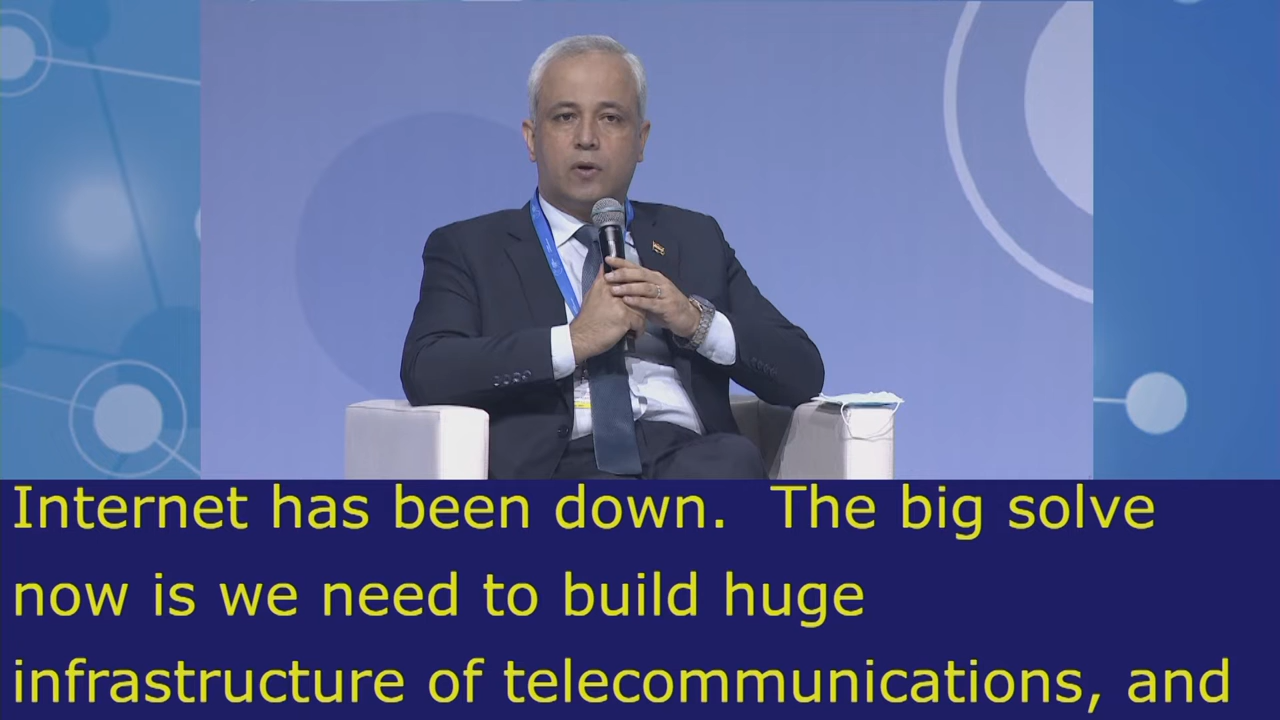 Internet has been down.  The big solve
now is we need to build huge
infrastructure of telecommunications, and